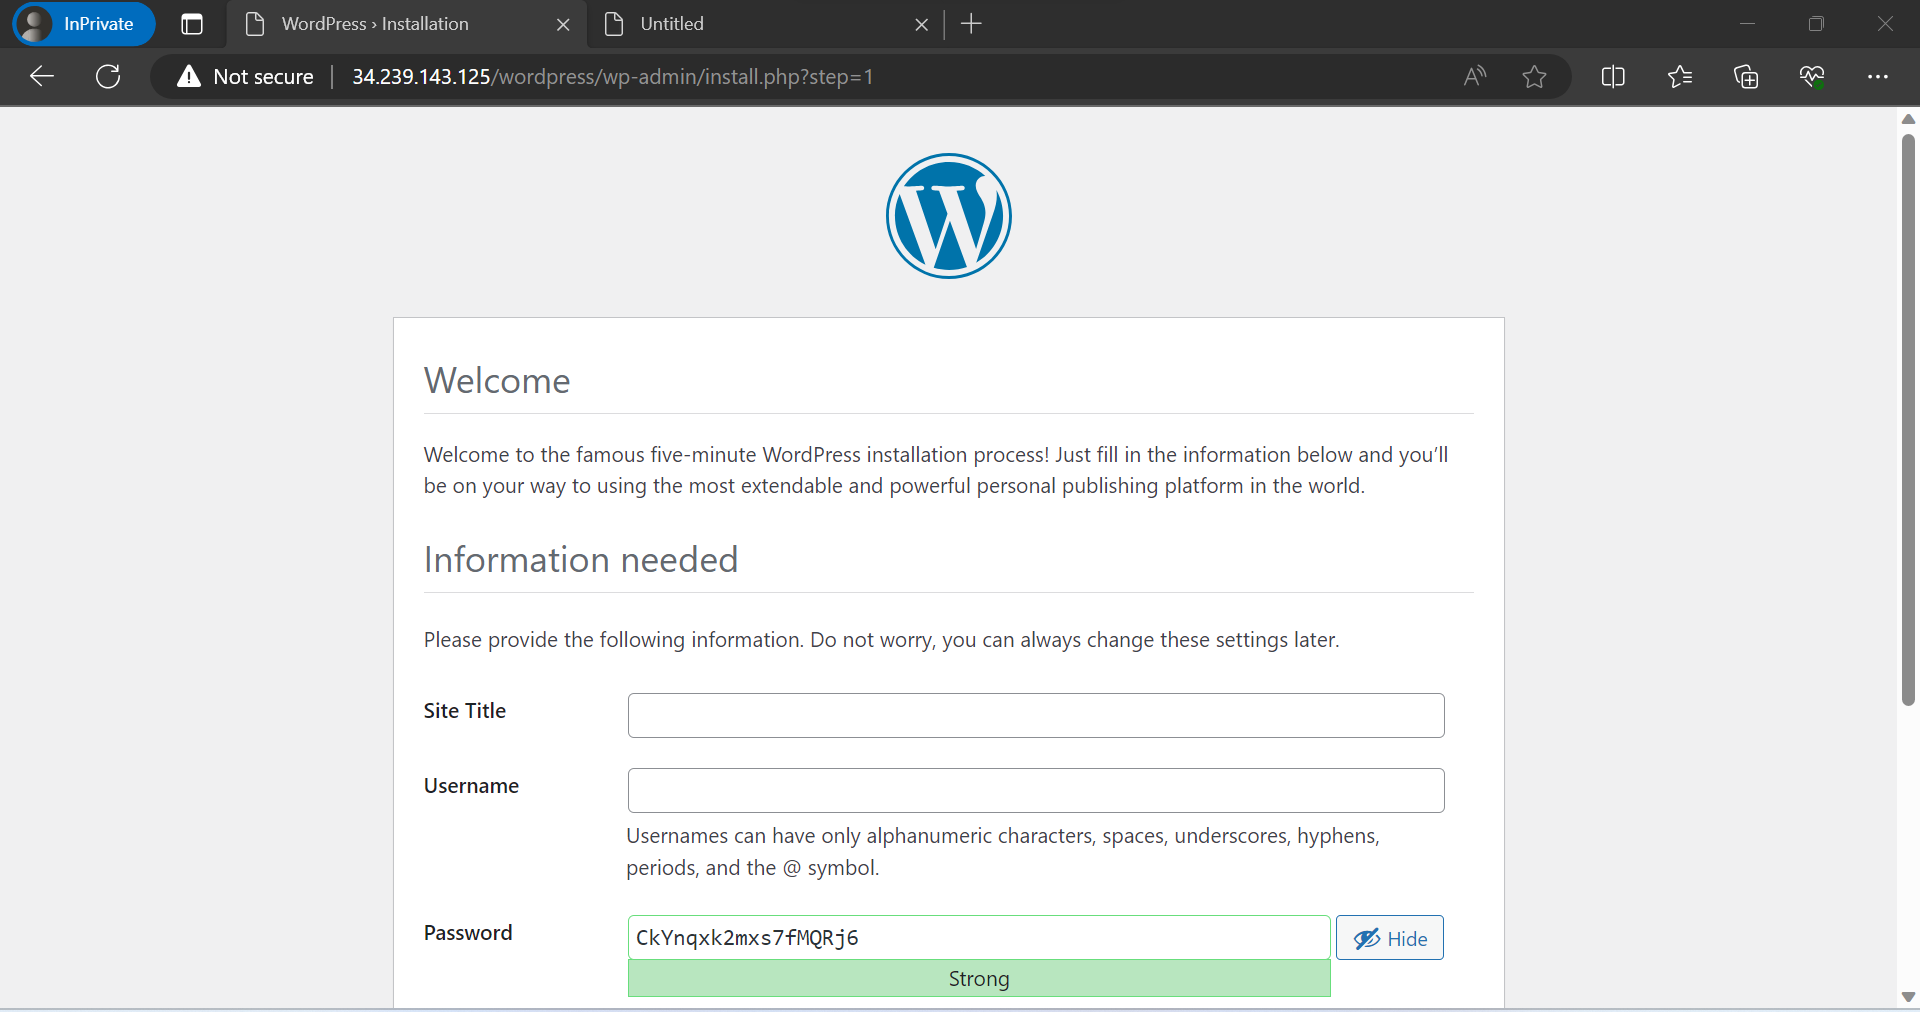 InPrivate
WordPress › Installation
Untitled
Not secure
34.239.143.125/wordpress/wp-admin/install.php?step=1
Welcome
Welcome to the famous five-minute WordPress installation process! Just fill in the information below and you’ll
be on your way to using the most extendable and powerful personal publishing platform in the world.
Information needed
Please provide the following information. Do not worry, you can always change these settings later.
Site Title
Username
Usernames can have only alphanumeric characters, spaces, underscores, hyphens,
periods, and the @ symbol.
Password
CkYnqxk2mxs7fMQRj6
Hide
Strong